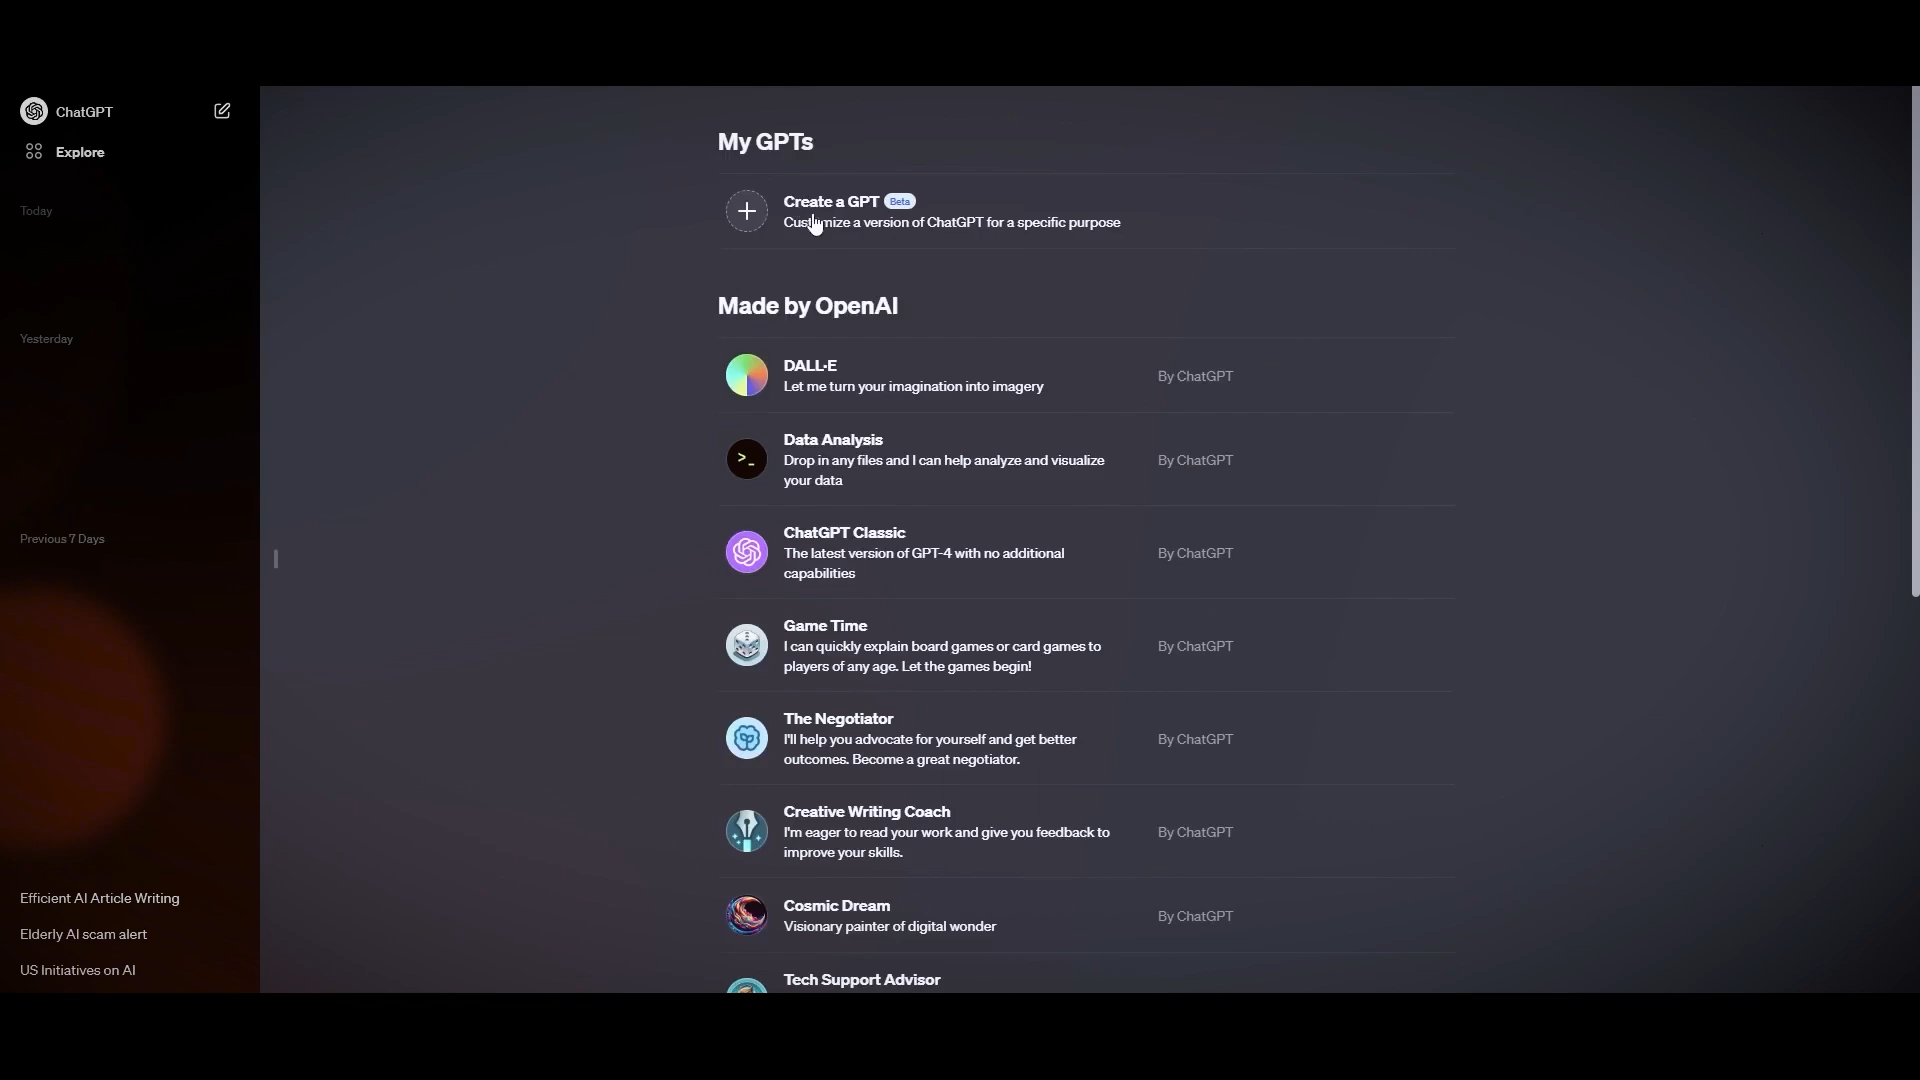 ChatGPT
Explore
Today
Yesterday
Previous 7 Days
Efficient AI Article Writing
Elderly AI scam alert
US Initiatives on AI
My GPTs
Create a GPT Beta
Customize a version of ChatGPT for a specific purpose
Made by OpenAI
DALL·E
Let me turn your imagination into imagery
By ChatGPT
Data Analysis
Drop in any files and I can help analyze and visualize
your data
By ChatGPT
ChatGPT Classic
The latest version of GPT-4 with no additional
capabilities
By ChatGPT
Game Time
I can quickly explain board games or card games to
players of any age. Let the games begin!
By ChatGPT
The Negotiator
I'll help you advocate for yourself and get better
outcomes. Become a great negotiator.
By ChatGPT
Creative Writing Coach
I'm eager to read your work and give you feedback to
improve your skills.
By ChatGPT
Cosmic Dream
Visionary painter of digital wonder
By ChatGPT
Tech Support Advisor